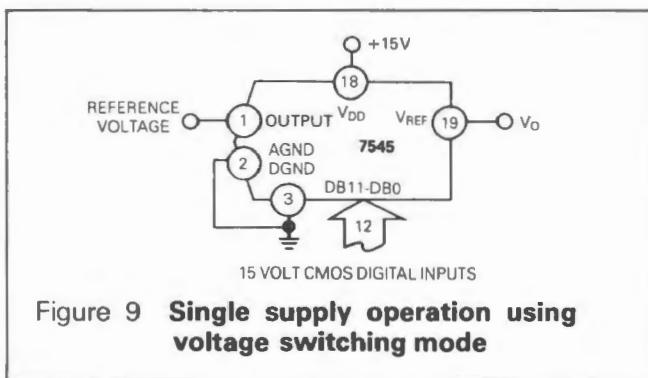 +15V
18
REFERENCE
VOLTAGE
1
OUTPUT
VDD
VREF
19
VO
2
AGND
DGND
7545
3
DB11-DB0
12
15 VOLT CMOS DIGITAL INPUTS
Figure 9 Single supply operation using
voltage switching mode